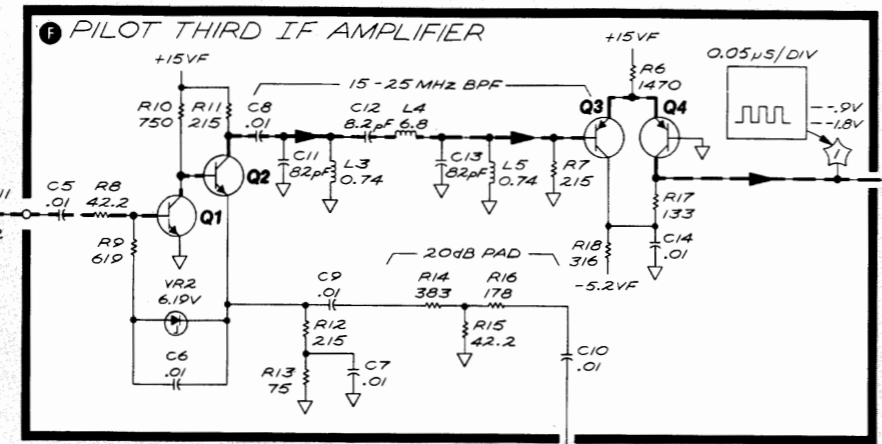 F PILOT THIRD IF AMPLIFIER
+15VF
+15VF
0.05µS/DIV
15-25 MHz BPF
R6
1470
R10
750
R11
215
C8
.01
C12
8.2pF
L4
6.8
Q3
Q4
-.9V
-1.8V
C11
82pF
L3
0.74
C13
82pF
L5
0.74
R7
215
1
Q2
C5
.01
R8
42.2
Q1
R17
133
R9
619
R18
316
C14
.01
20dB PAD
-5.2VF
VR2
6.19V
C9
.01
R14
383
R16
178
R12
215
R15
42.2
C6
.01
C7
.01
R13
75
C10
.01